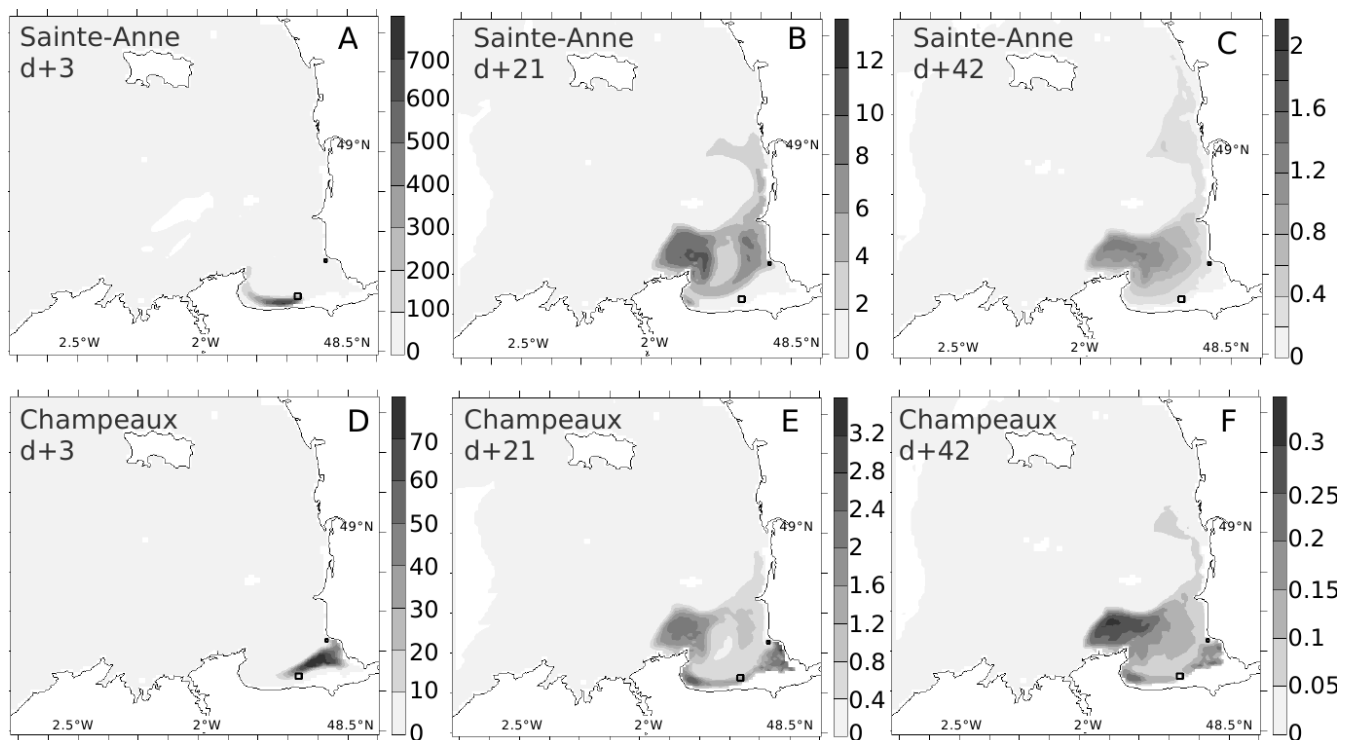 Sainte-Anne
d+3
A
49°N
2.5°W
2°W
48.5°N
700
600
500
400
300
200
100
0
Sainte-Anne
d+21
B
49°N
2.5°W
2°W
48.5°N
12
10
8
6
4
2
0
Sainte-Anne
d+42
C
49°N
2.5°W
2°W
48.5°N
2
1.6
1.2
0.8
0.4
0
Champeaux
d+3
D
49°N
2.5°W
2°W
48.5°N
70
60
50
40
30
20
10
0
Champeaux
d+21
E
49°N
2.5°W
2°W
48.5°N
3.2
2.8
2.4
2
1.6
1.2
0.8
0.4
0
Champeaux
d+42
F
49°N
2.5°W
2°W
48.5°N
0.3
0.25
0.2
0.15
0.1
0.05
0